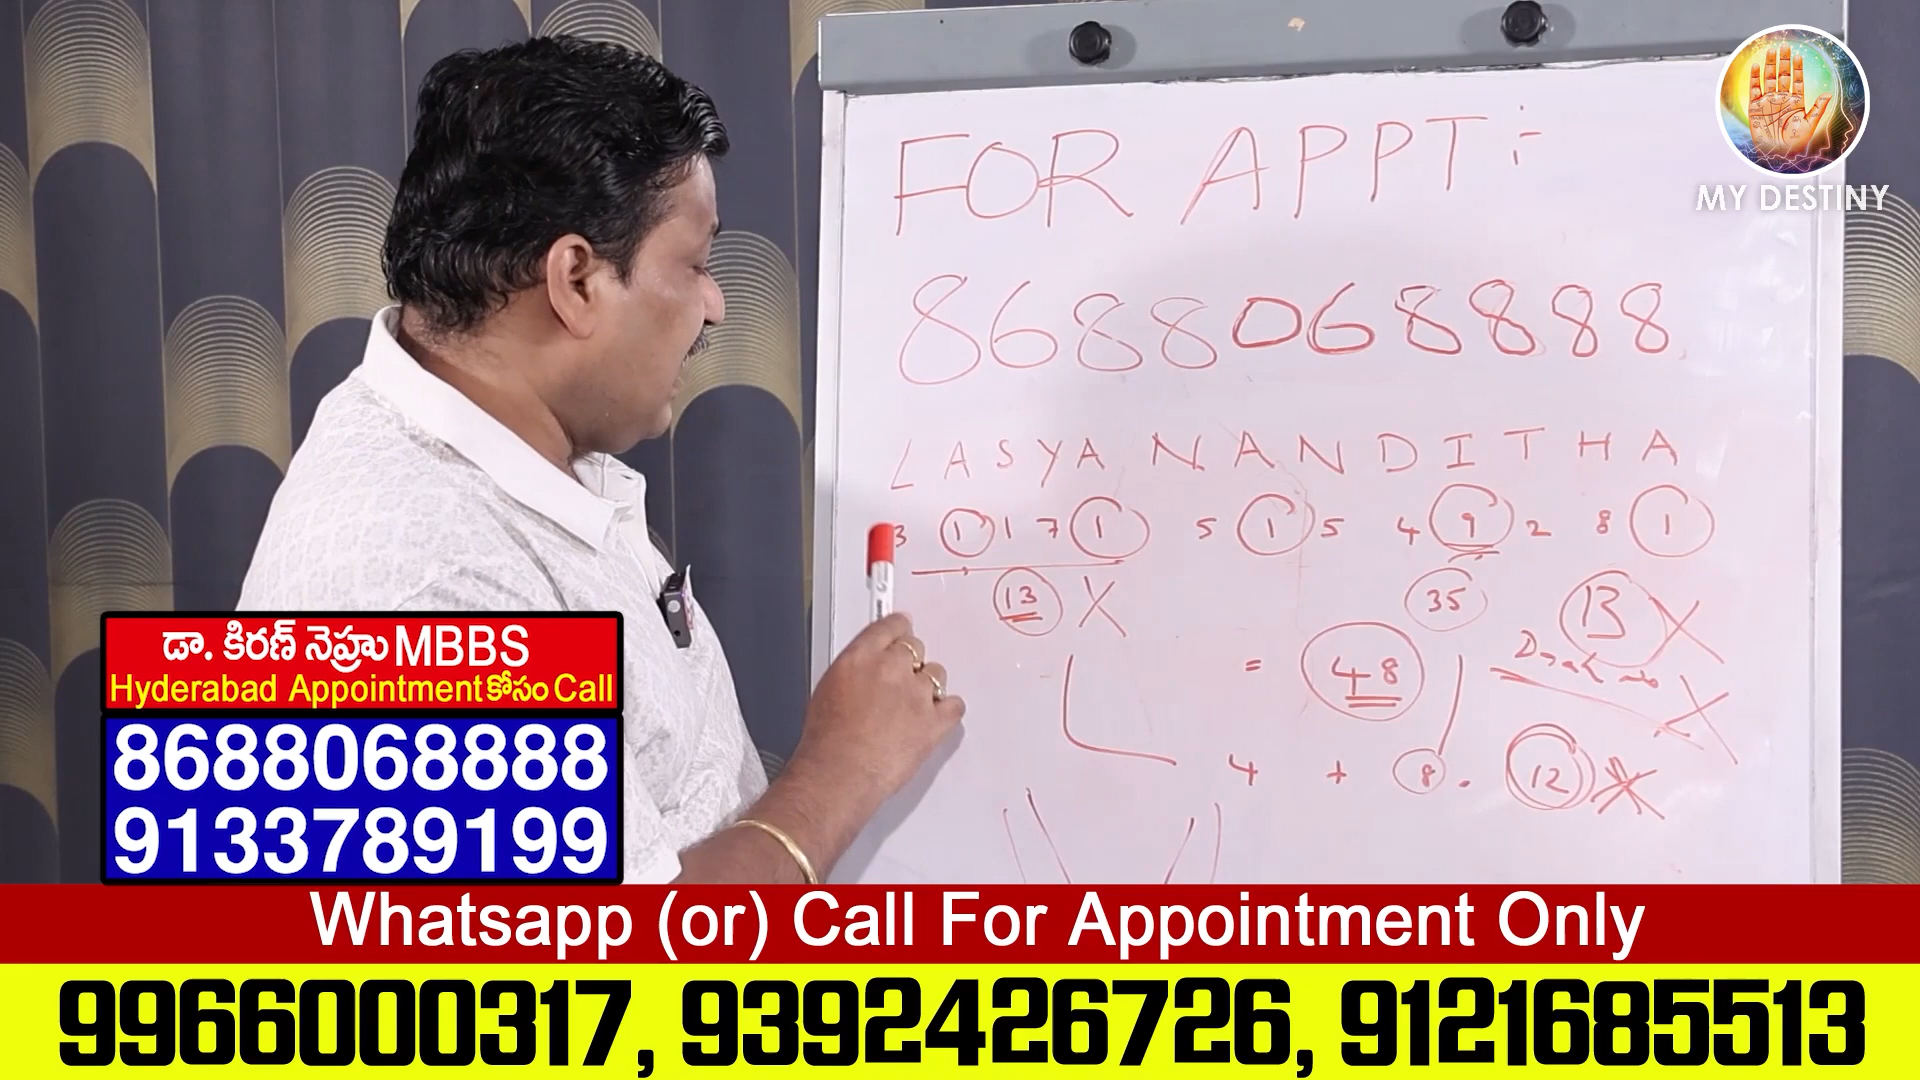 FOR APPT :-
MY DESTINY
8688068888
LASYA NANDITHA
3 1 1 7 1 5 1 5 4 9 2 8 1
13 X 35 13 X
= 48 X
4 + 8 . 12 X
డా. కిరణ్ నెహ్రు MBBS
Hyderabad Appointment కోసం Call
8688068888
9133789199
Whatsapp (or) Call For Appointment Only
9966000317, 9392426726, 9121685513